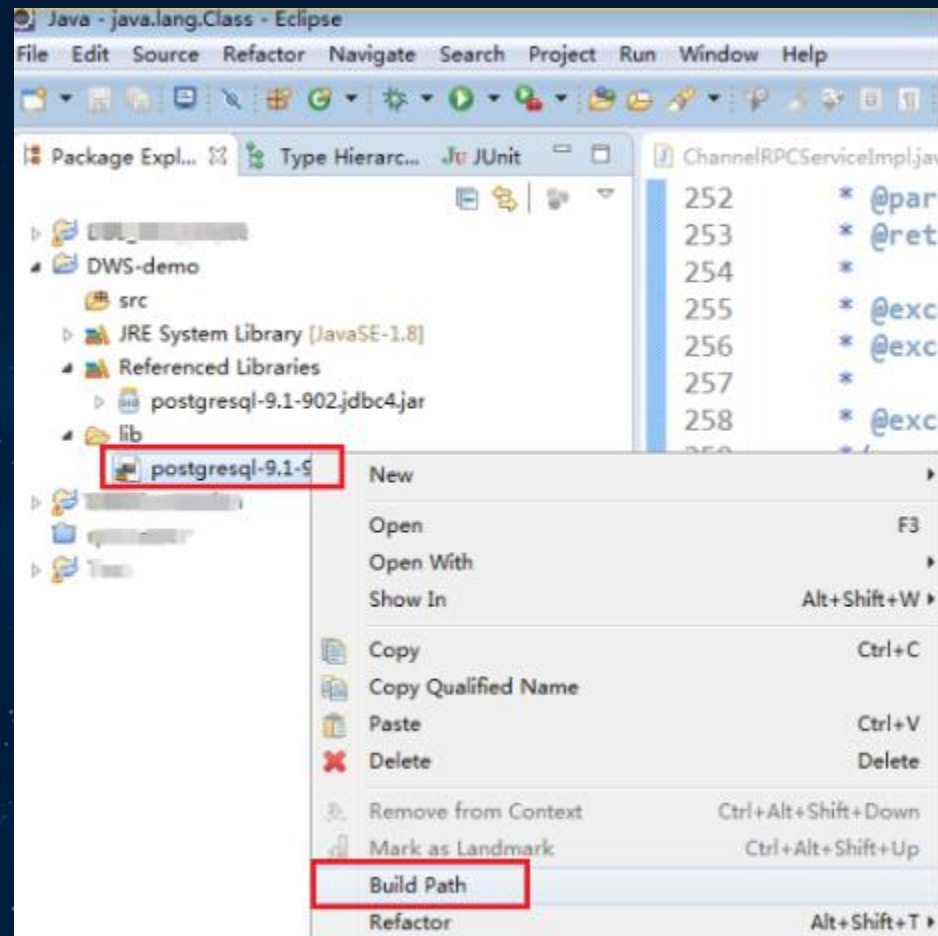 Java - java.lang.Class - Eclipse
File Edit Source Refactor Navigate Search Project Run Window Help
Package Expl... Type Hierarc... JUnit
ChannelRPCServiceImpl.jav
252 * @par
253 * @ret
254 *
255 * @exc
256 * @exc
257 *
258 * @exc
DWS-demo
src
JRE System Library [JavaSE-1.8]
Referenced Libraries
postgresql-9.1-902.jdbc4.jar
lib
postgresql-9.1-9
New
Open F3
Open With
Show In Alt+Shift+W
Copy Ctrl+C
Copy Qualified Name
Paste Ctrl+V
Delete Delete
Remove from Context Ctrl+Alt+Shift+Down
Mark as Landmark Ctrl+Alt+Shift+Up
Build Path
Refactor Alt+Shift+T